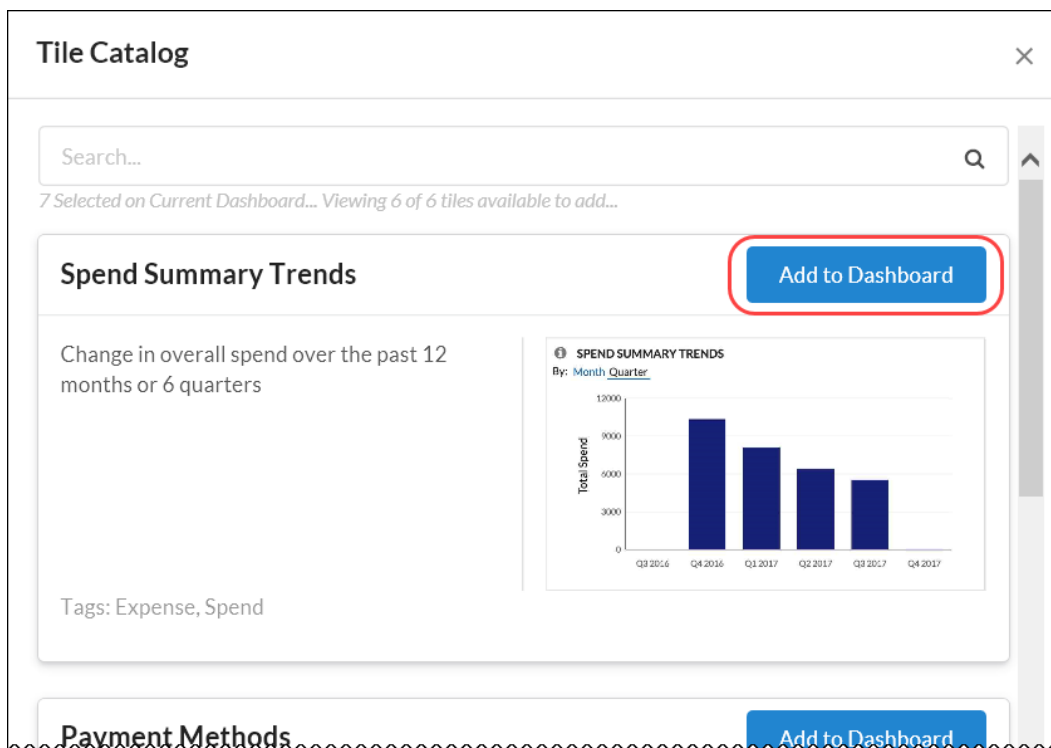 Tile Catalog
Search...
7 Selected on Current Dashboard... Viewing 6 of 6 tiles available to add...
Spend Summary Trends
Add to Dashboard
Change in overall spend over the past 12
months or 6 quarters
SPEND SUMMARY TRENDS
By: Month Quarter
12000
9000
6000
3000
0
Total Spend
Q3 2016 Q4 2016 Q1 2017 Q2 2017 Q3 2017 Q4 2017
Tags: Expense, Spend
Payment Methods
Add to Dashboard